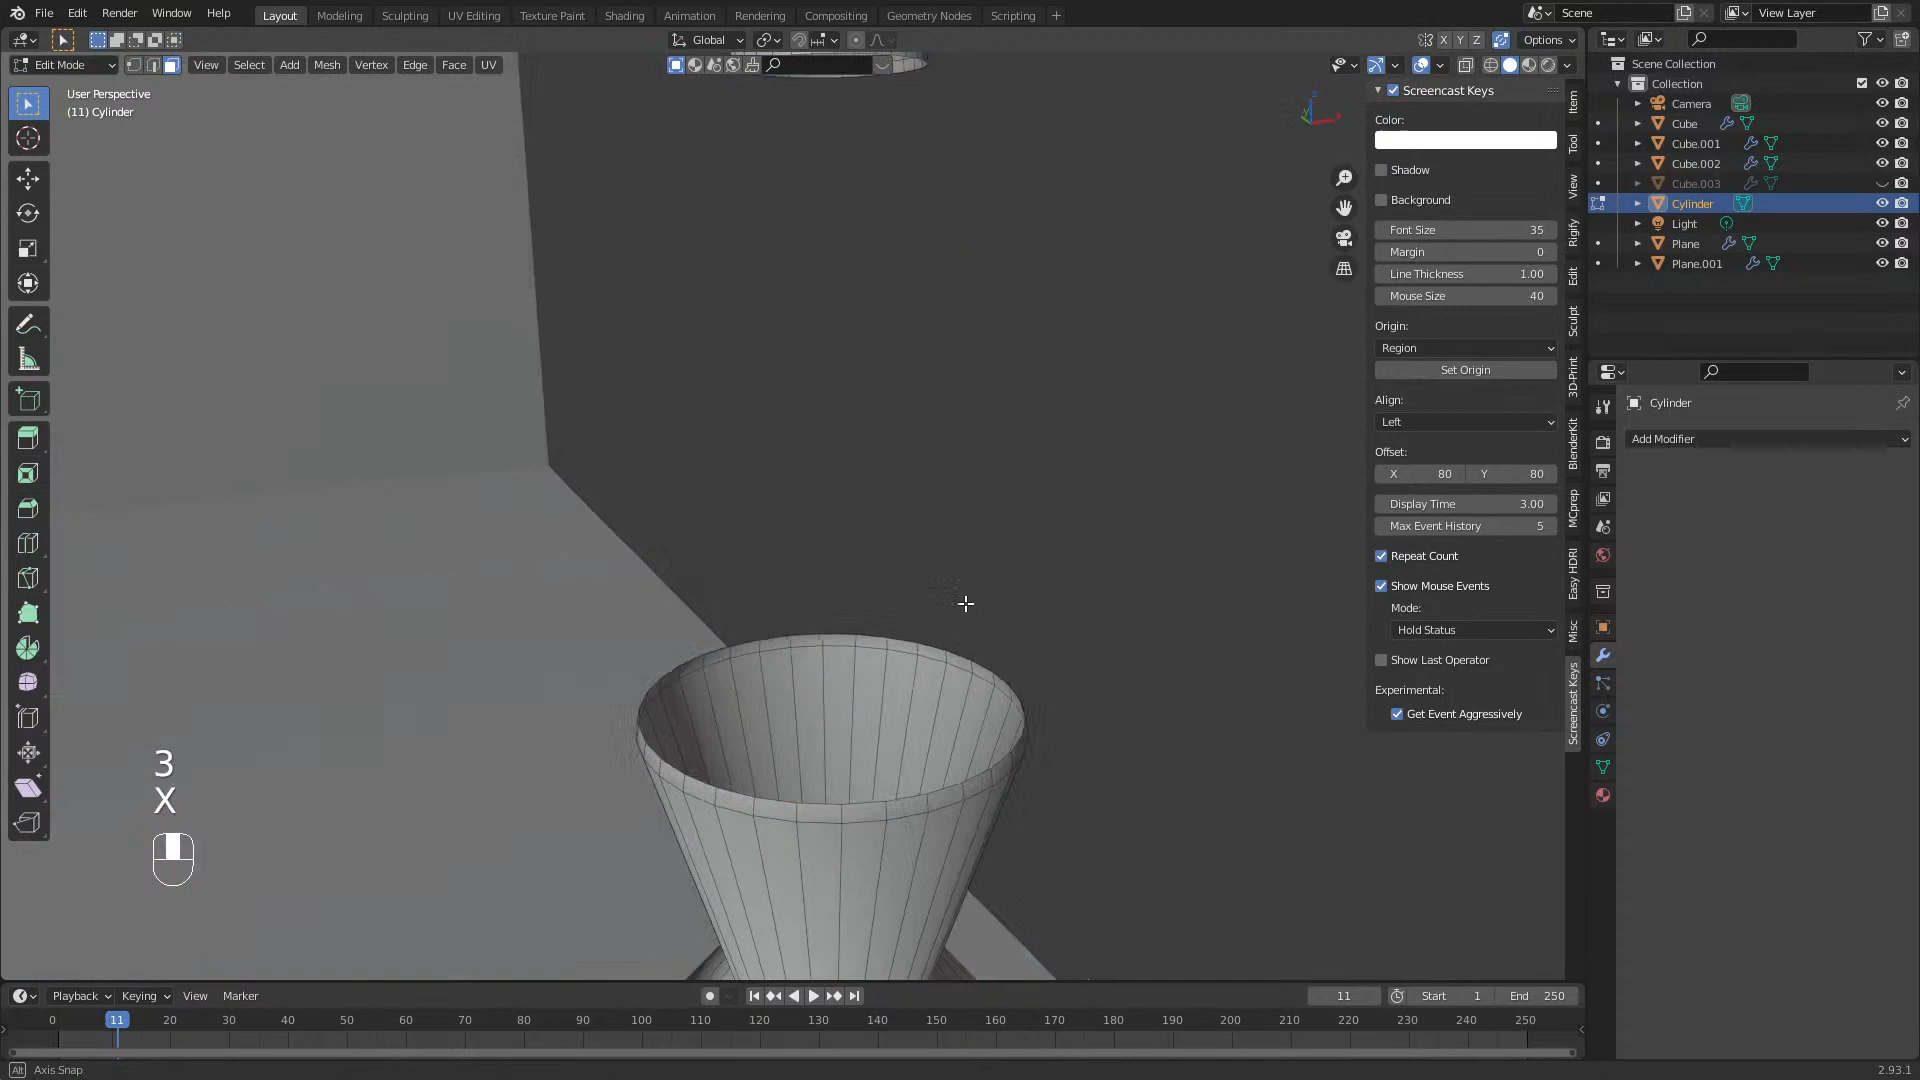 File Edit Render Window Help Layout Modeling Sculpting UV Editing Texture Paint Shading Animation Rendering Compositing Geometry Nodes Scripting + Scene View Layer
Global X Y Z Options
Edit Mode View Select Add Mesh Vertex Edge Face UV
User Perspective
(11) Cylinder
Screencast Keys
Color:
Shadow
Background
Font Size 35
Margin 0
Line Thickness 1.00
Mouse Size 40
Origin:
Region
Set Origin
Align:
Left
Offset:
X 80 Y 80
Display Time 3.00
Max Event History 5
Repeat Count
Show Mouse Events
Mode:
Hold Status
Show Last Operator
Experimental:
Get Event Aggressively
Item
Tool
View
Rigify
Edit
Sculpt
3D-Print
BlenderKit
MCprep
Easy HDRI
Misc
Screencast Keys
Scene Collection
Collection
Camera
Cube
Cube.001
Cube.002
Cube.003
Cylinder
Light
Plane
Plane.001
Cylinder
Add Modifier
3
X
Playback Keying View Marker 11 Start 1 End 250
0 11 20 30 40 50 60 70 80 90 100 110 120 130 140 150 160 170 180 190 200 210 220 230 240 250
Alt Axis Snap 2.93.1